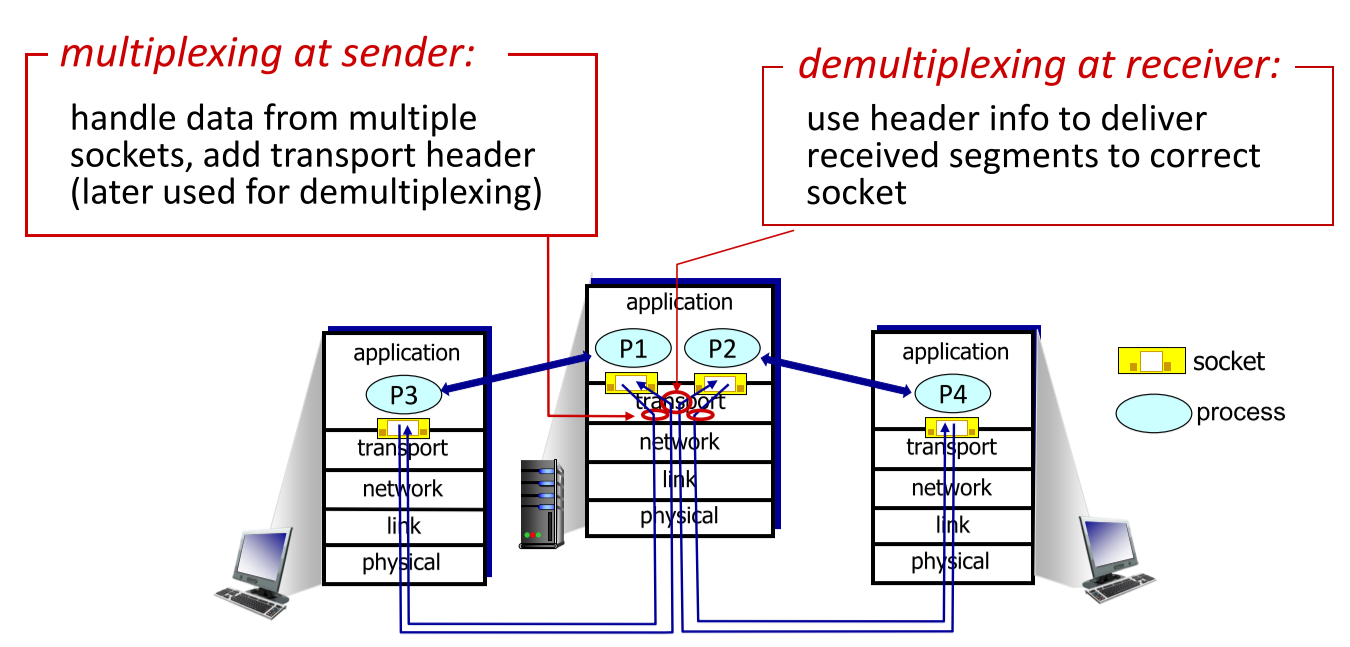 multiplexing at sender:
handle data from multiple
sockets, add transport header
(later used for demultiplexing)
demultiplexing at receiver:
use header info to deliver
received segments to correct
socket
application
P3
transport
network
link
physical
application
P1
P2
transport
network
link
physical
application
P4
transport
network
link
physical
socket
process